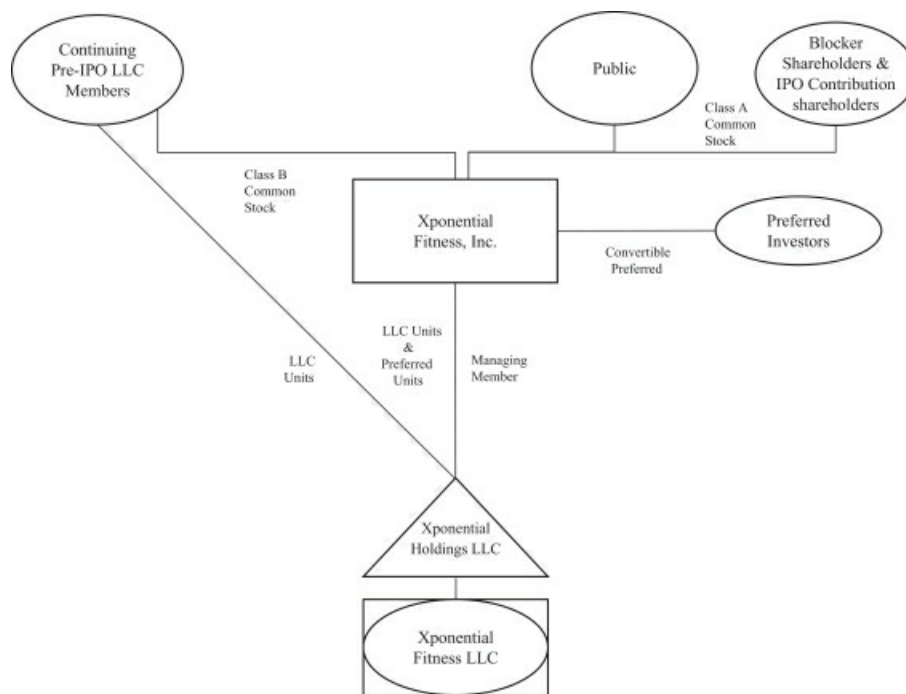 Continuing
Pre-IPO LLC
Members
Public
Blocker
Shareholders &
IPO Contribution
shareholders
Class A
Common
Stock
Class B
Common
Stock
Xponential
Fitness, Inc.
Preferred
Investors
Convertible
Preferred
LLC Units
&
Preferred
Units
Managing
Member
LLC
Units
Xponential
Holdings LLC
Xponential
Fitness LLC